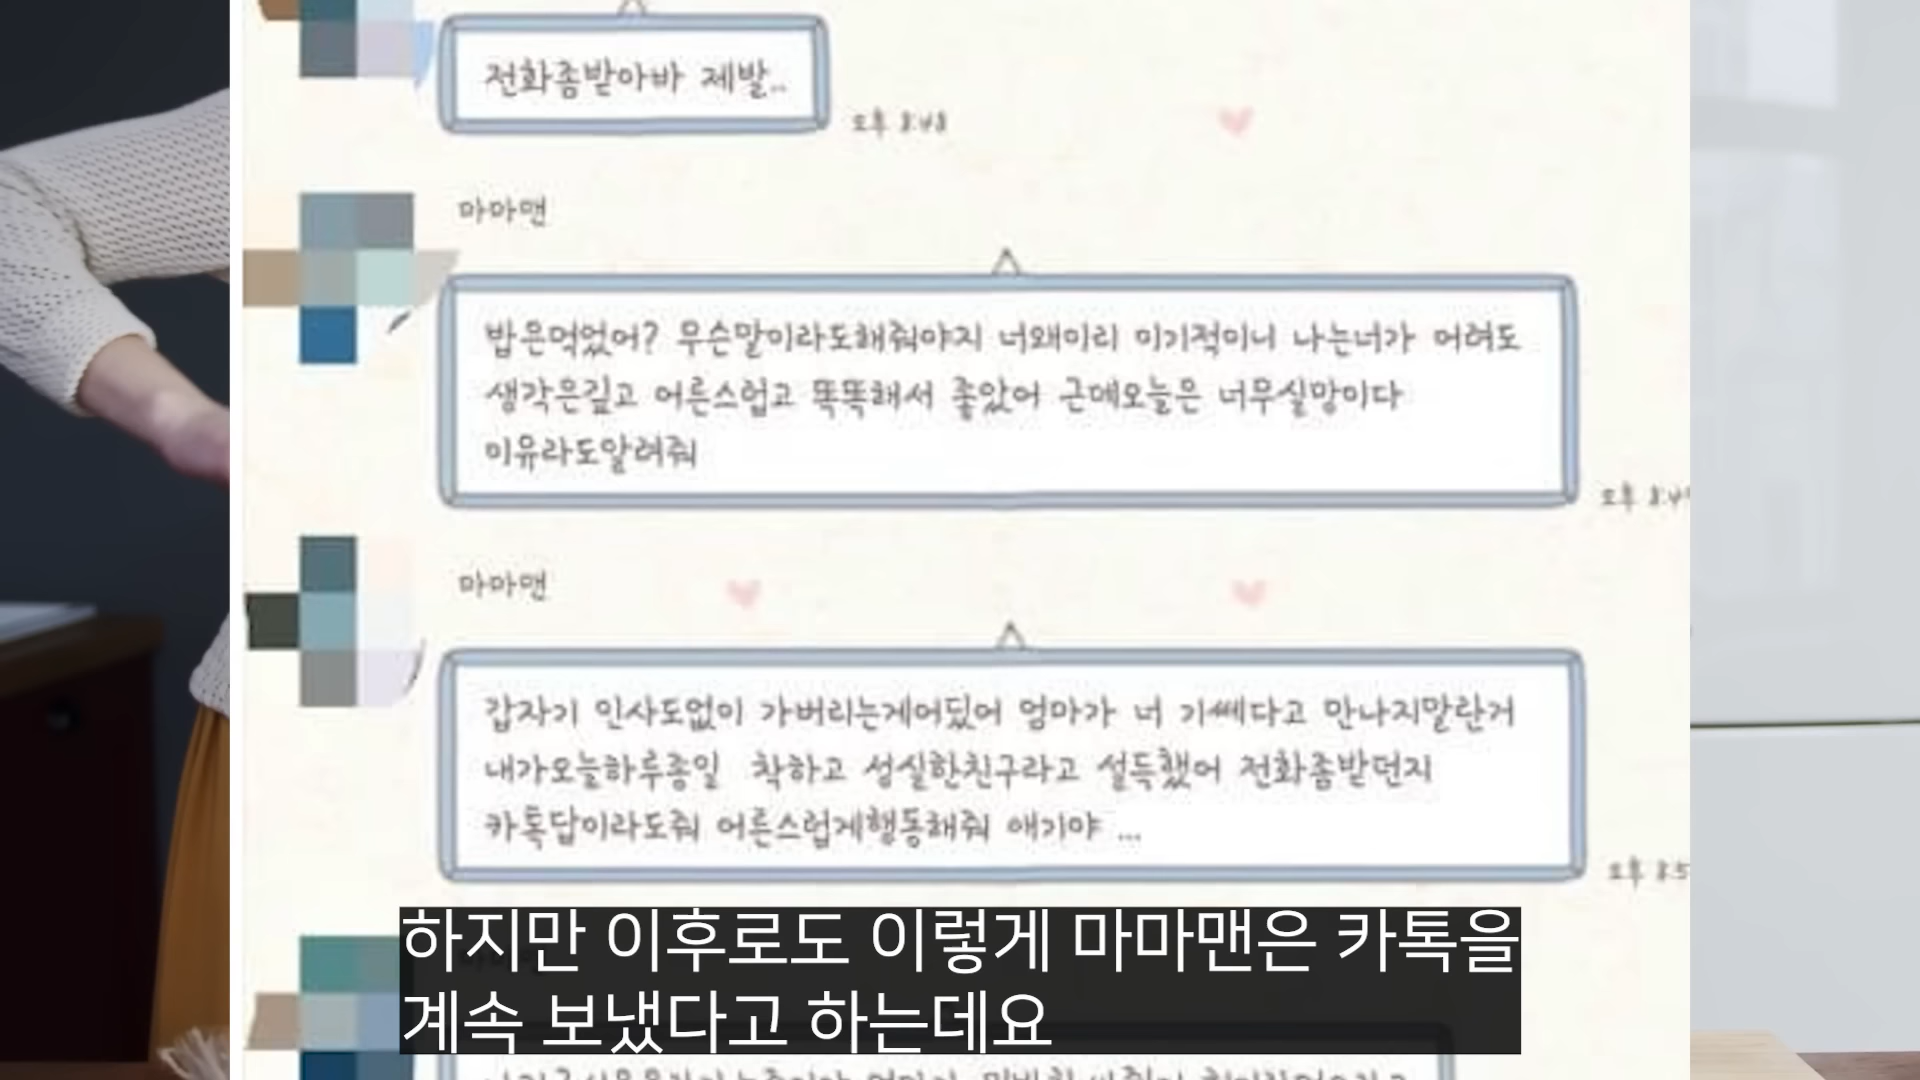 전화좀받아바 제발..
오후 8:48
마마맨
밥은먹었어? 무슨말이라도해줘야지 너왜이리 이기적이니 나는너가 어려도
생각은깊고 어른스럽고 똑똑해서 좋았어 근데오늘은 너무실망이다
이유라도알려줘
오후 8:4
마마맨
갑자기 인사도없이 가버리는게어딨어 엄마가 너 기쎄다고 만나지말란거
내가오늘하루종일 착하고 성실한친구라고 설득했어 전화좀받던지
카톡답이라도줘 어른스럽게행동해줘 애기야 ...
오후 8:5
하지만 이후로도 이렇게 마마맨은 카톡을
계속 보냈다고 하는데요